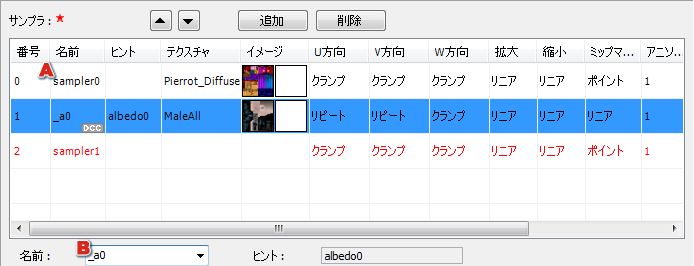 サンプラ： ★ 追加 削除
番号 名前 ヒント テクスチャ イメージ U方向 V方向 W方向 拡大 縮小 ミップマ... アニソ...
A
0 sampler0 Pierrot_Diffuse クランプ クランプ クランプ リニア リニア ポイント 1
1 _a0 albedo0 MaleAll リピート リピート クランプ リニア リニア リニア 1
DCC
2 sampler1 クランプ クランプ クランプ リニア リニア ポイント 1
B
名前： _a0 ヒント： albedo0